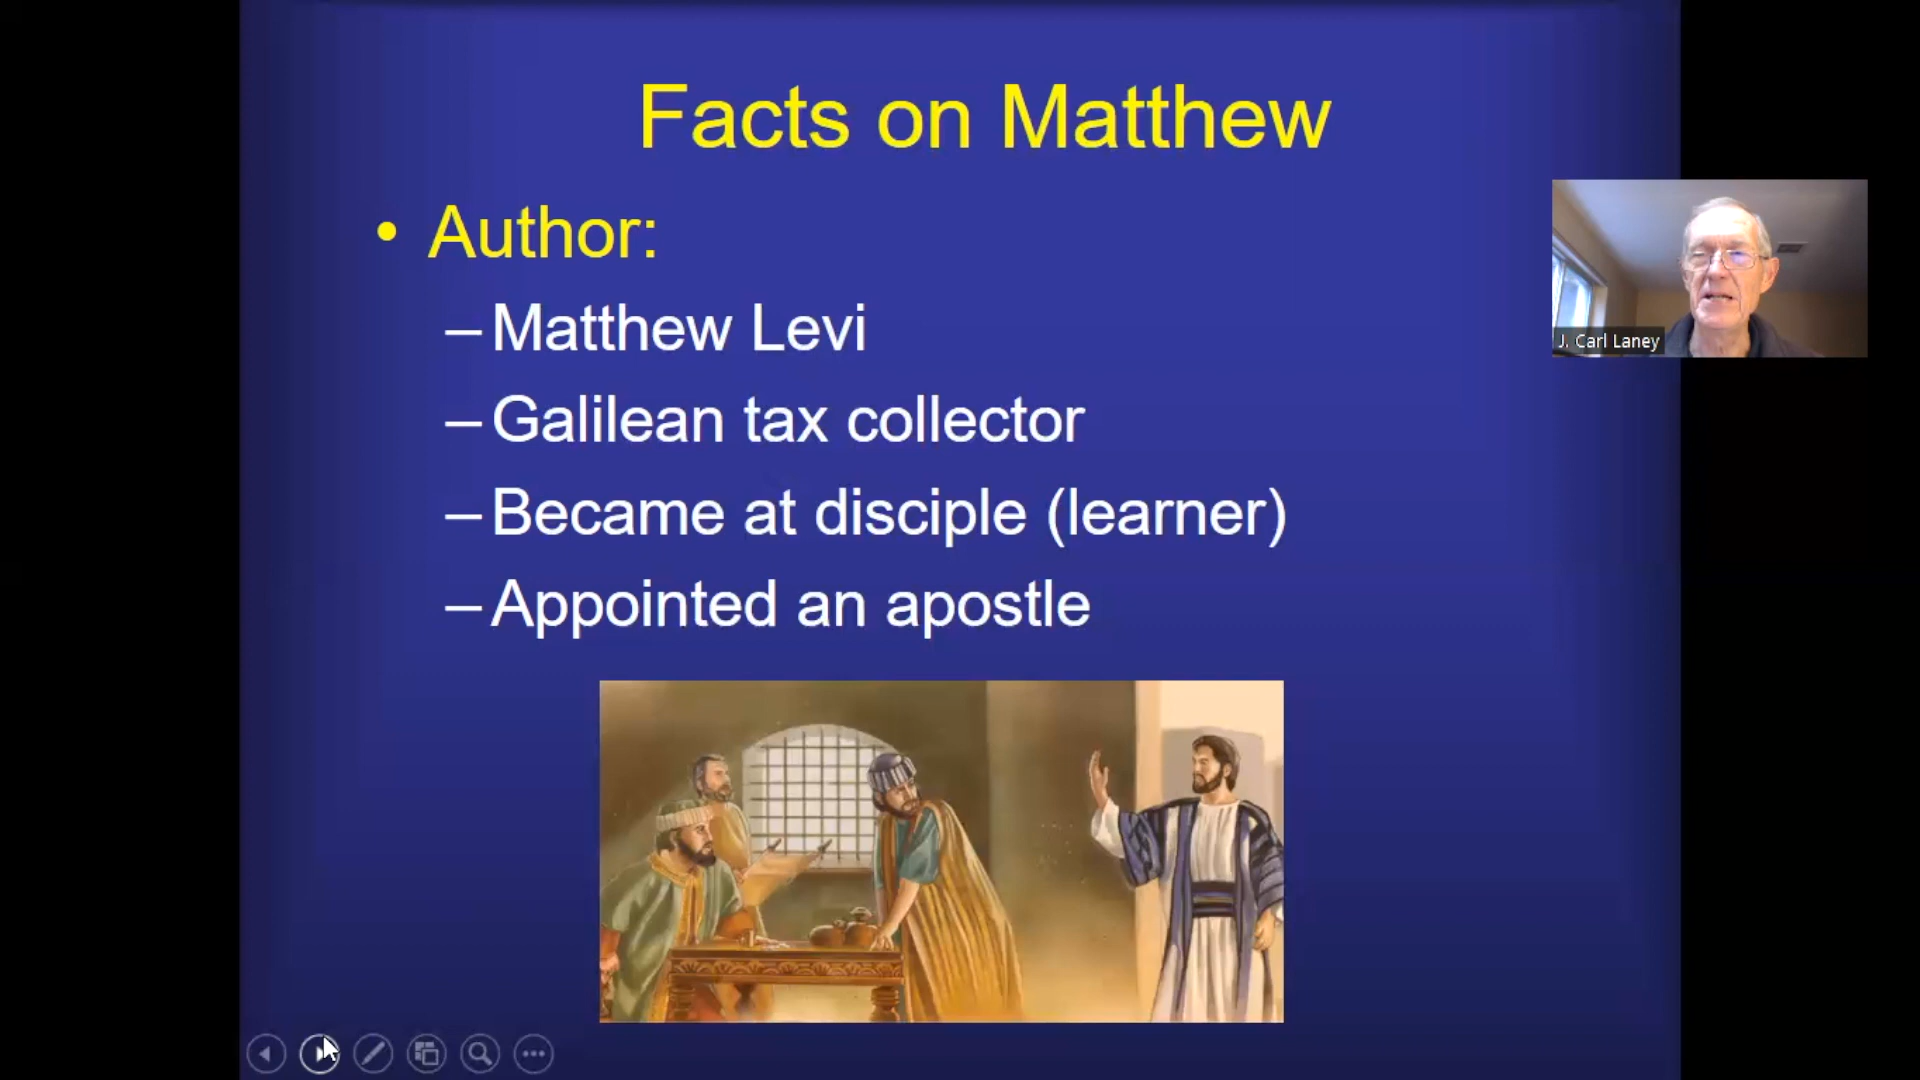 Facts on Matthew
• Author:
– Matthew Levi
– Galilean tax collector
– Became at disciple (learner)
– Appointed an apostle
J. Carl Laney